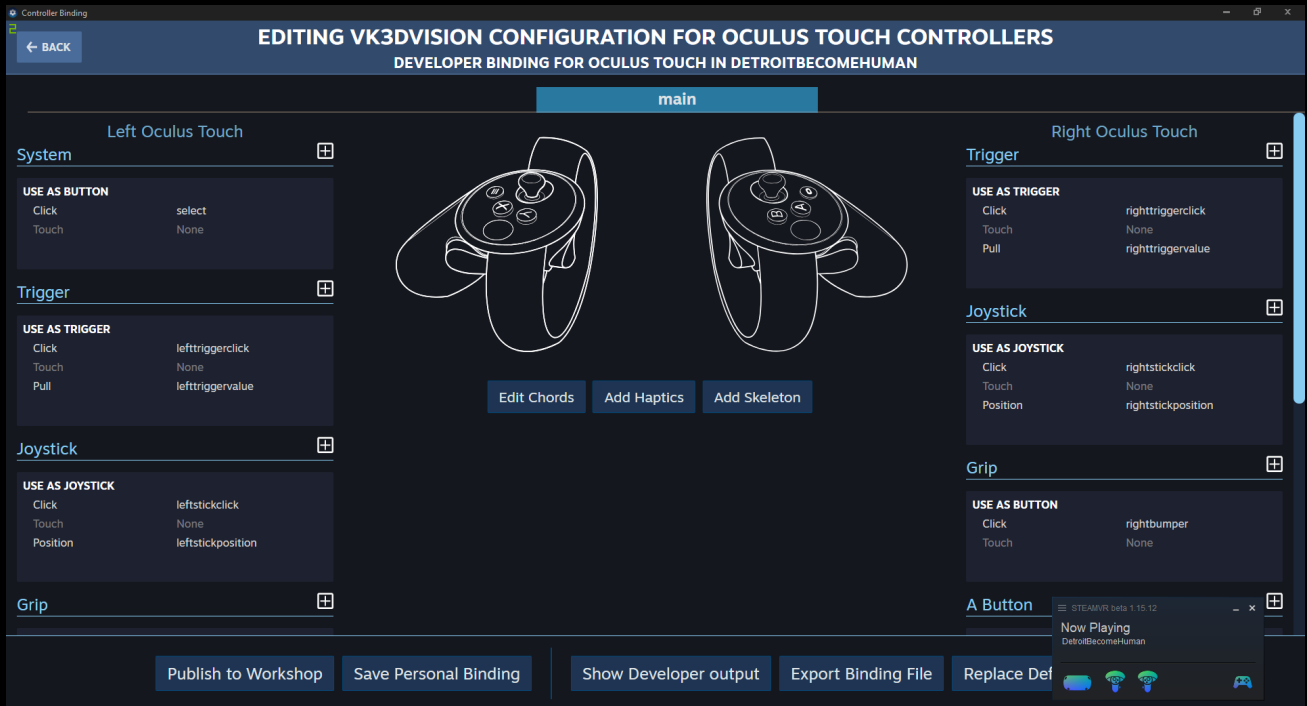 Controller Binding
2
← BACK
EDITING VK3DVISION CONFIGURATION FOR OCULUS TOUCH CONTROLLERS
DEVELOPER BINDING FOR OCULUS TOUCH IN DETROITBECOMEHUMAN
main
Left Oculus Touch
System
USE AS BUTTON
Click select
Touch None
Trigger
USE AS TRIGGER
Click lefttriggerclick
Touch None
Pull lefttriggervalue
Joystick
USE AS JOYSTICK
Click leftstickclick
Touch None
Position leftstickposition
Grip
X
Y
B
A
Edit Chords Add Haptics Add Skeleton
Right Oculus Touch
Trigger
USE AS TRIGGER
Click righttriggerclick
Touch None
Pull righttriggervalue
Joystick
USE AS JOYSTICK
Click rightstickclick
Touch None
Position rightstickposition
Grip
USE AS BUTTON
Click rightbumper
Touch None
A Button
Publish to Workshop Save Personal Binding Show Developer output Export Binding File Replace Def
STEAMVR beta 1.15.12
Now Playing
DetroitBecomeHuman